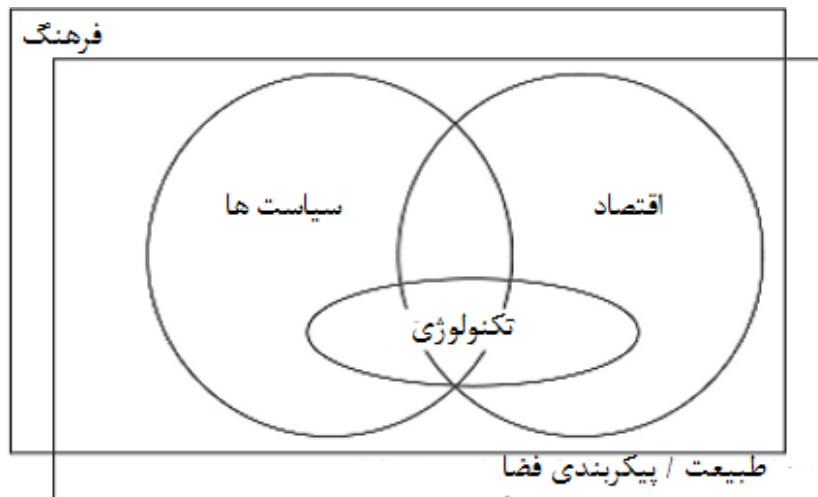 فرهنگ
اقتصاد
سیاست ها
تکنولوژی
طبیعت / پیکربندی فضا